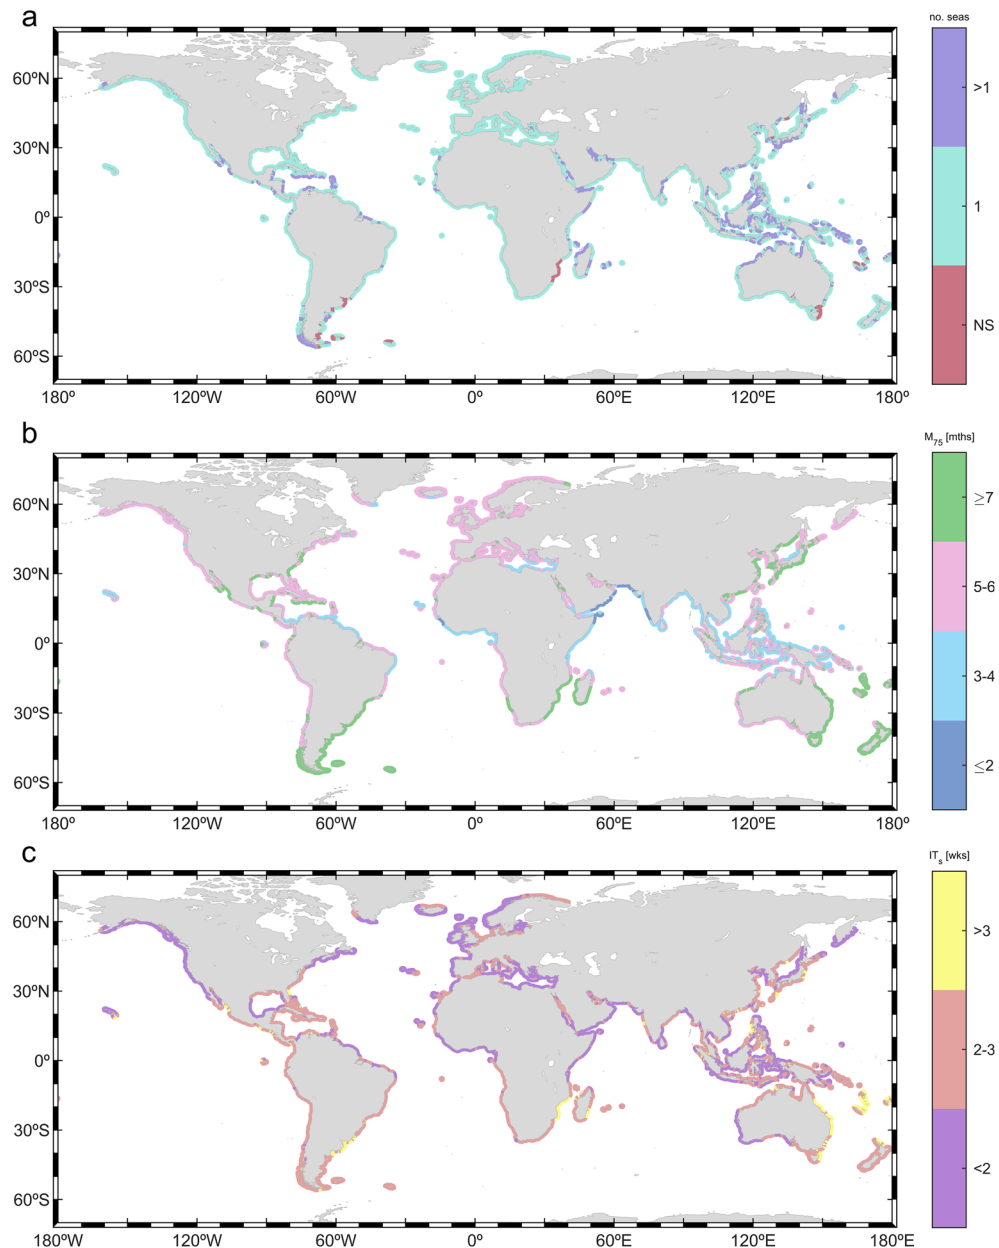 a
no. seas
60ºN
30ºN
0º
30ºS
60ºS
180º 120ºW 60ºW 0º 60ºE 120ºE 180º
>1
1
NS
b
M75 [mths]
60ºN
30ºN
0º
30ºS
60ºS
180º 120ºW 60ºW 0º 60ºE 120ºE 180º
≥7
5-6
3-4
≤2
c
ITs [wks]
60ºN
30ºN
0º
30ºS
60ºS
180ºW 120ºW 60ºW 0º 60ºE 120ºE 180ºE
>3
2-3
<2